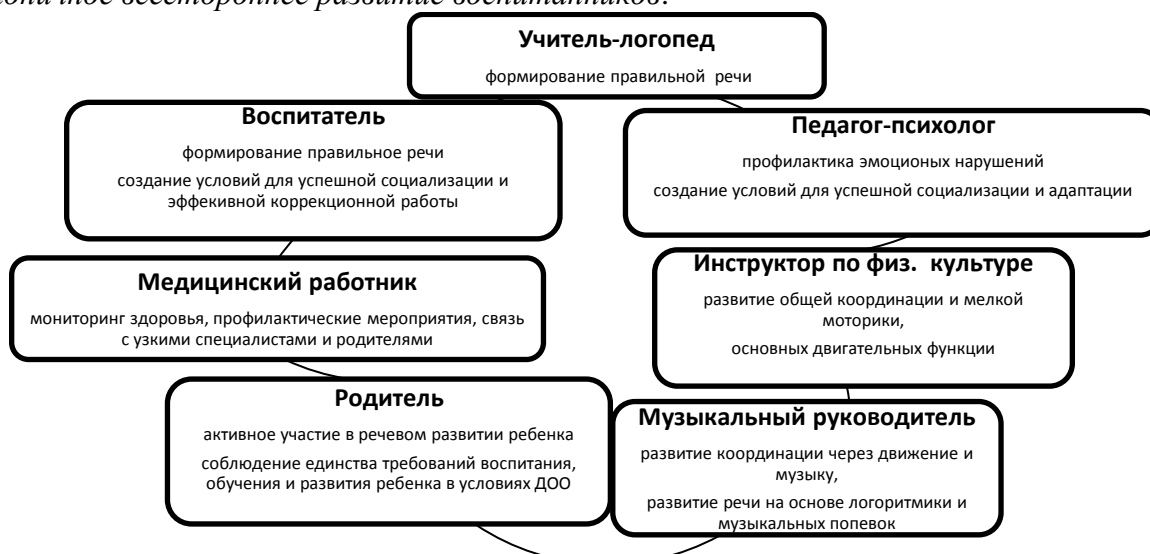 всестороннее развитие воспитанников.
Учитель-логопед
формирование правильной речи
Воспитатель
формирование правильное речи
создание условий для успешной социализации и
эффекивной коррекционной работы
Педагог-психолог
профилактика эмоционых нарушений
создание условий для успешной социализации и адаптации
Медицинский работник
мониторинг здоровья, профилактические мероприятия, связь
с узкими специалистами и родителями
Инструктор по физ. культуре
развитие общей координации и мелкой
моторики,
основных двигательных функции
Родитель
активное участие в речевом развитии ребенка
соблюдение единства требований воспитания,
обучения и развития ребенка в условиях ДОО
Музыкальный руководитель
развитие координации через движение и
музыку,
развитие речи на основе логоритмики и
музыкальных попевок